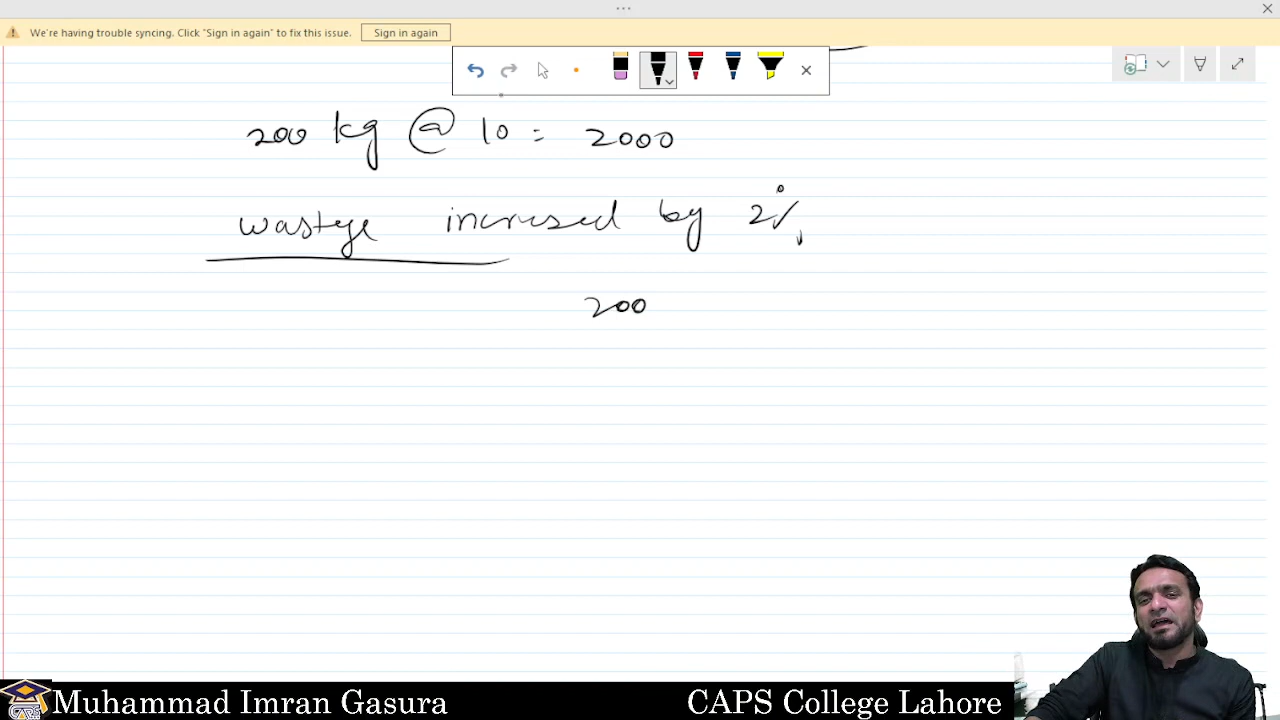 We're having trouble syncing. Click "Sign in again" to fix this issue. Sign in again
200 kg @ 10 = 2000
wastege incresed by 2%
200
Muhammad Imran Gasura CAPS College Lahore